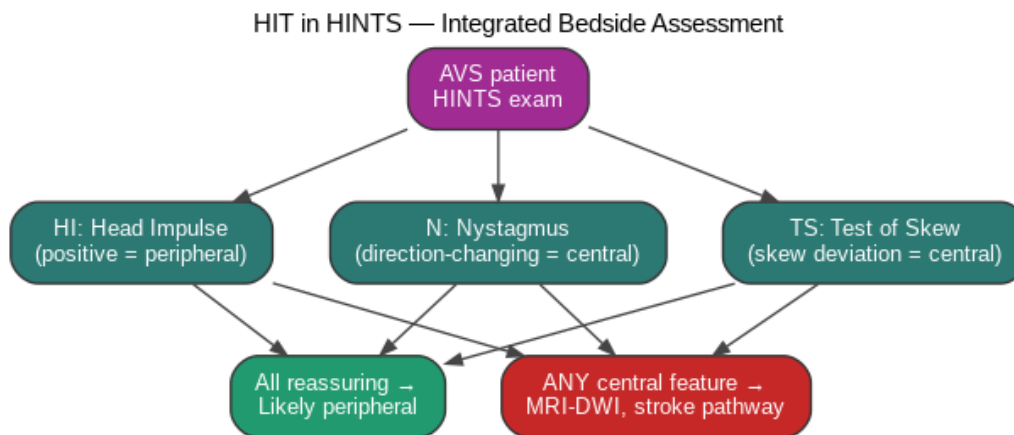 HIT in HINTS — Integrated Bedside Assessment
AVS patient
HINTS exam
HI: Head Impulse
(positive = peripheral)
N: Nystagmus
(direction-changing = central)
TS: Test of Skew
(skew deviation = central)
All reassuring →
Likely peripheral
ANY central feature →
MRI-DWI, stroke pathway